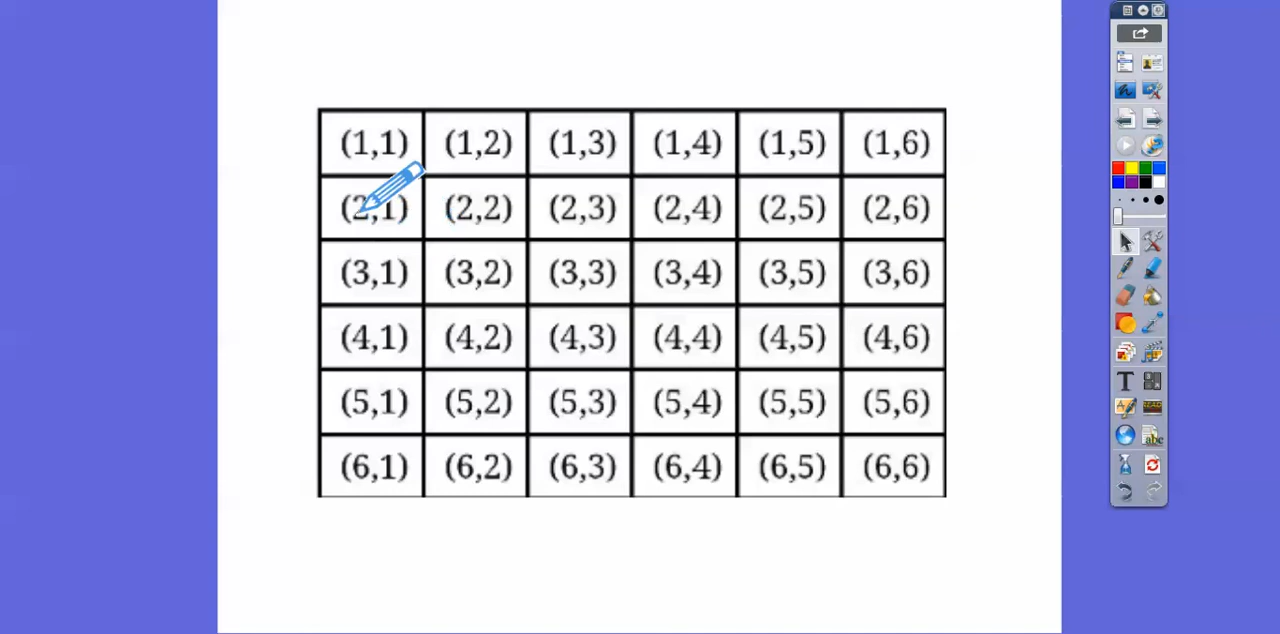 (1,1) (1,2) (1,3) (1,4) (1,5) (1,6)
(2,1) (2,2) (2,3) (2,4) (2,5) (2,6)
(3,1) (3,2) (3,3) (3,4) (3,5) (3,6)
(4,1) (4,2) (4,3) (4,4) (4,5) (4,6)
(5,1) (5,2) (5,3) (5,4) (5,5) (5,6)
(6,1) (6,2) (6,3) (6,4) (6,5) (6,6)
T
abc